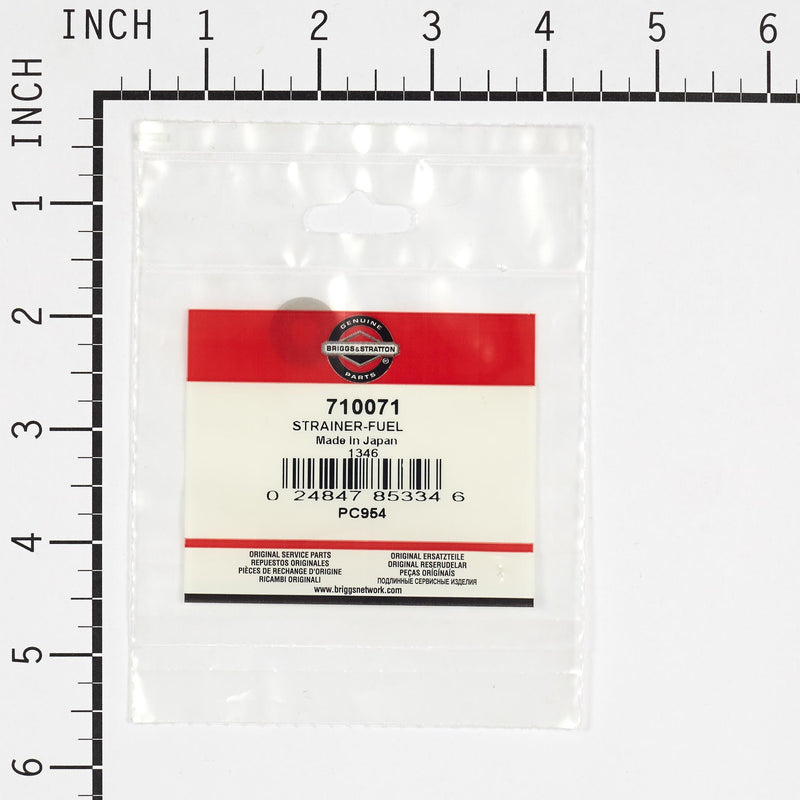 INCH 1 2 3 4 5 6
INCH
1
2
3
4
5
6
GENUINE
BRIGGS&STRATTON
®
PARTS
710071
STRAINER-FUEL
Made In Japan
1346
0 24847 85334 6
PC954
ORIGINAL SERVICE PARTS
REPUESTOS ORIGINALES
PIÈCES DE RECHANGE D'ORIGINE
RICAMBI ORIGINALI
ORIGINAL ERSATZTEILE
ORIGINAL RESERUDELAR
PEÇAS ORIGÍNAIS
ПОДЛИННЫЕ СЕРВИСНЫЕ ИЗДЕЛИЯ
www.briggsnetwork.com